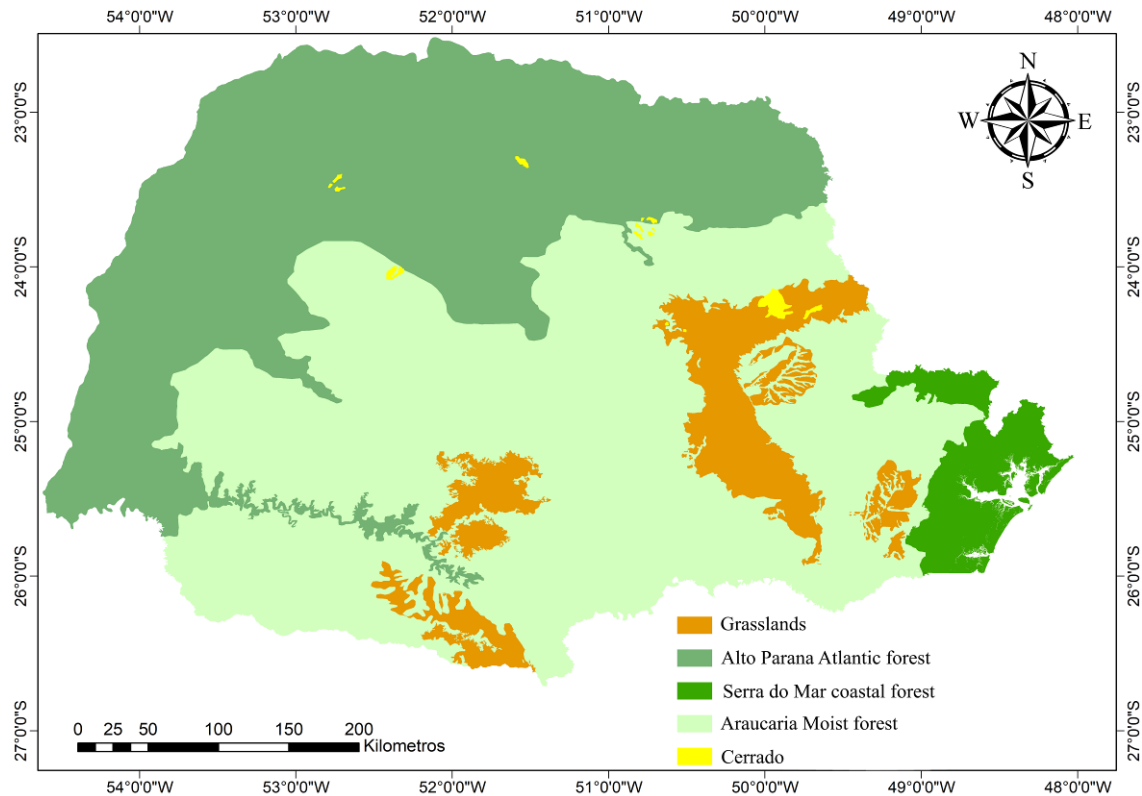 54°0'0"W 53°0'0"W 52°0'0"W 51°0'0"W 50°0'0"W 49°0'0"W 48°0'0"W
N
W E
S
23°0'0"S 23°0'0"S
24°0'0"S 24°0'0"S
25°0'0"S 25°0'0"S
26°0'0"S 26°0'0"S
27°0'0"S 27°0'0"S
Grasslands
Alto Parana Atlantic forest
Serra do Mar coastal forest
Araucaria Moist forest
Cerrado
0 25 50 100 150 200
Kilometros
54°0'0"W 53°0'0"W 52°0'0"W 51°0'0"W 50°0'0"W 49°0'0"W 48°0'0"W